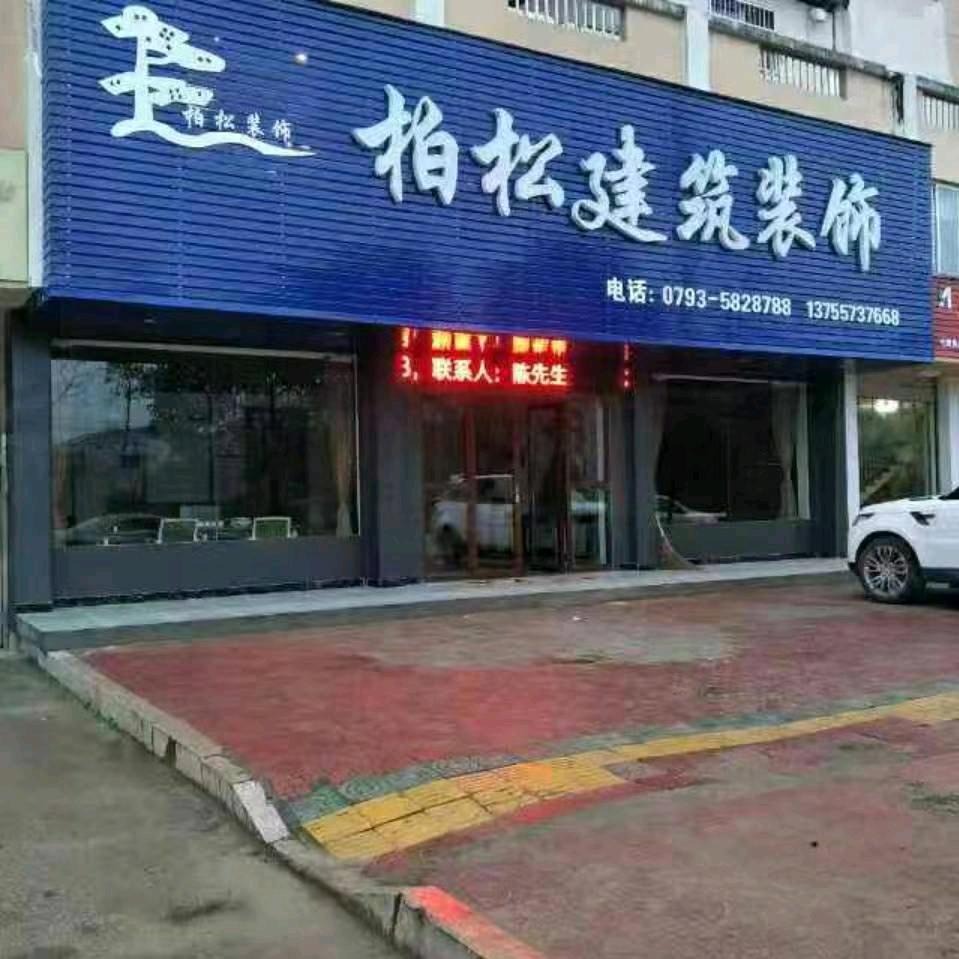 柏松装饰
柏松建筑装饰
电话: 0793-5828788 13755737668
3, 联系人: 陈先生